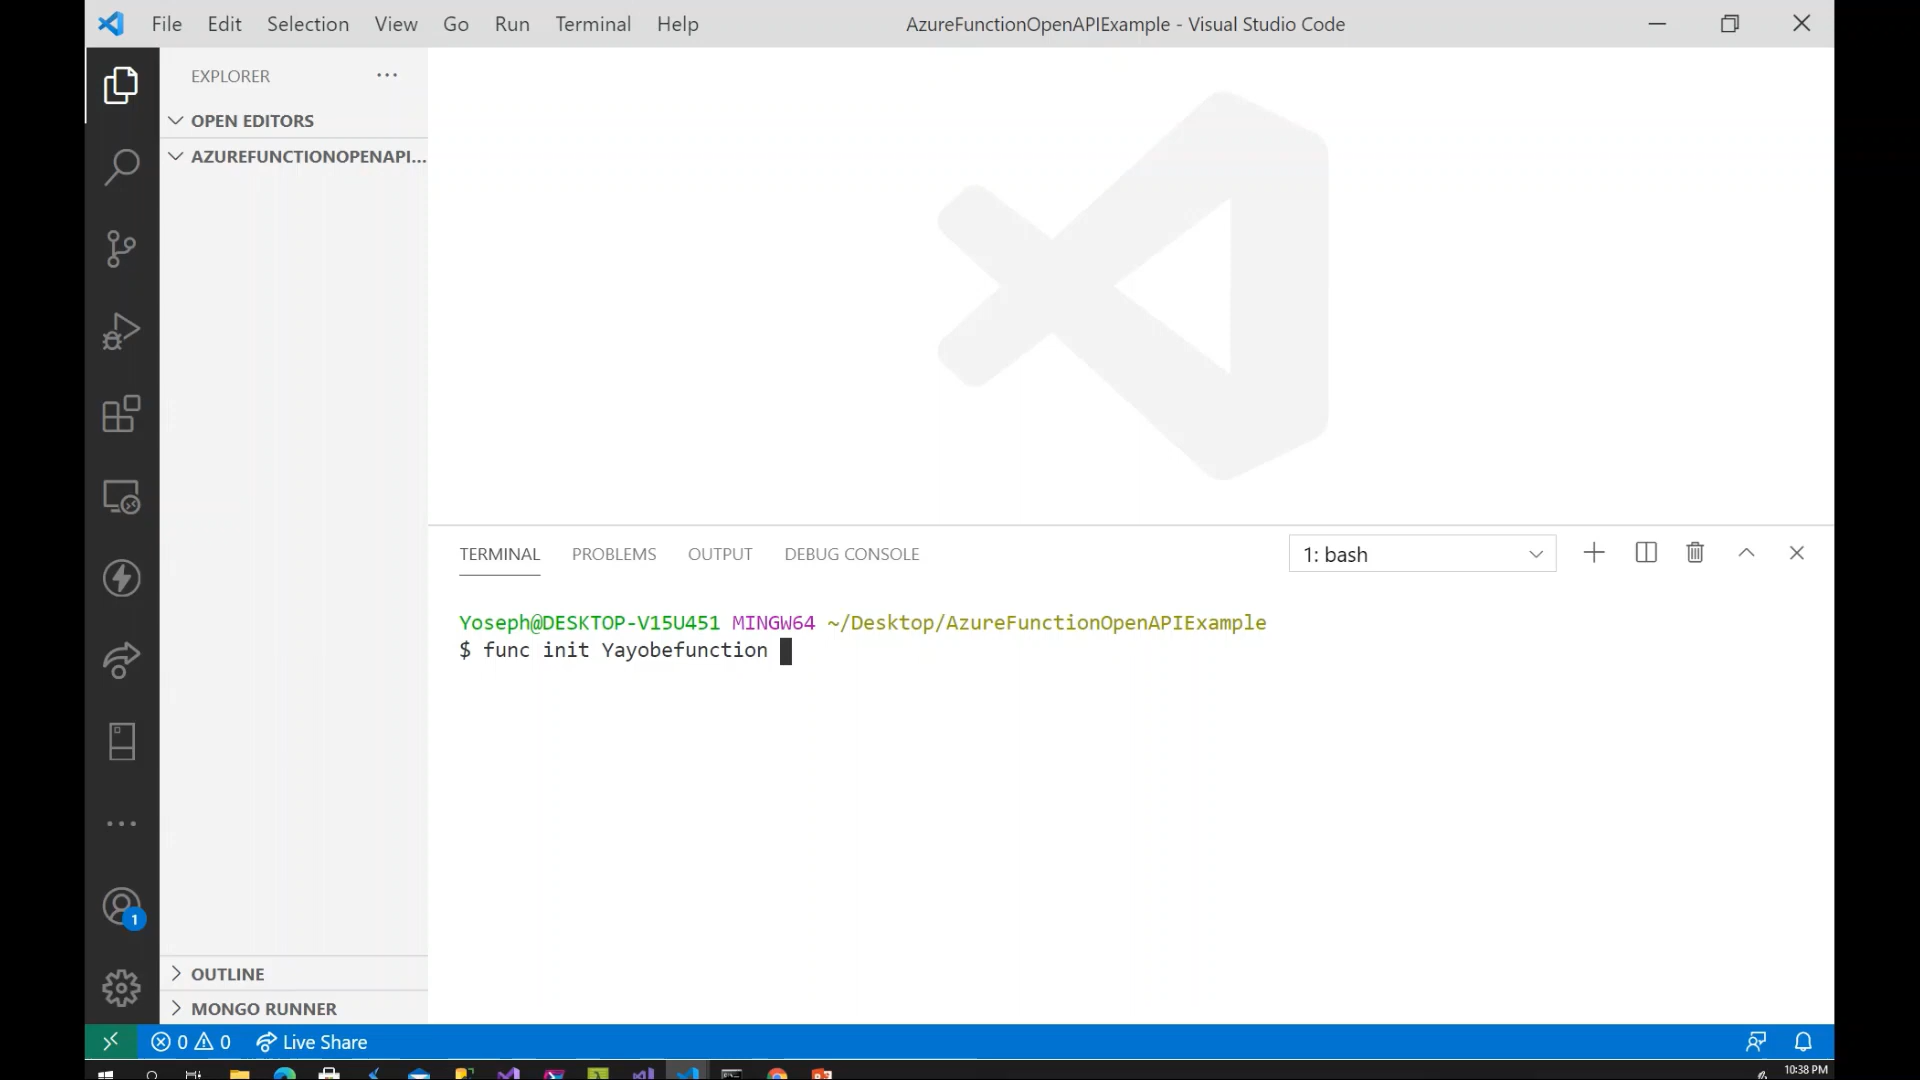 File Edit Selection View Go Run Terminal Help
AzureFunctionOpenAPIExample - Visual Studio Code
EXPLORER
OPEN EDITORS
AZUREFUNCTIONOPENAPI...
TERMINAL PROBLEMS OUTPUT DEBUG CONSOLE
1: bash
Yoseph@DESKTOP-V15U451 MINGW64 ~/Desktop/AzureFunctionOpenAPIExample
$ func init Yayobefunction
1
OUTLINE
MONGO RUNNER
0 0 Live Share
10:38 PM